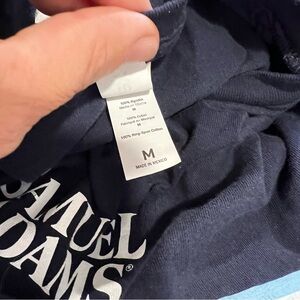 100% Algodón
Hecho en México
M
100% Coton
Fabriqué au Mexique
M
100% Ring-Spun Cotton
M
MADE IN MEXICO
SAMUEL
ADAMS®